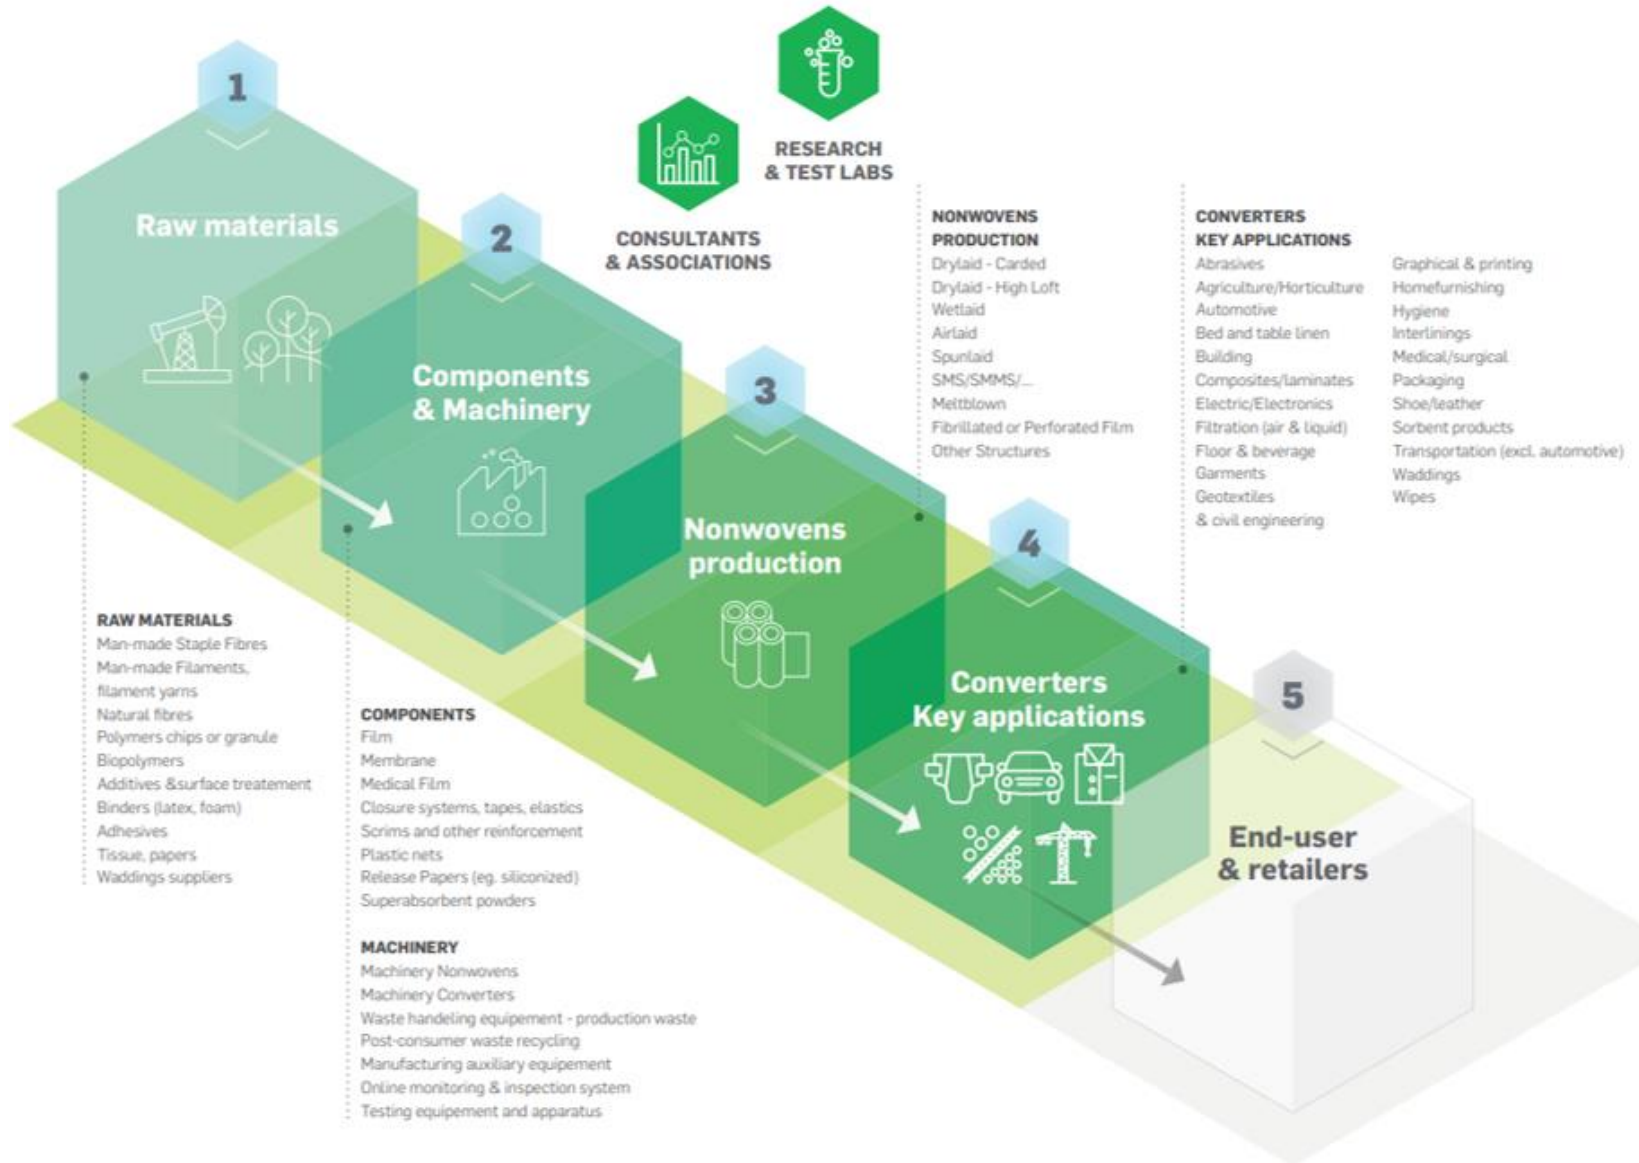 1
Raw materials
2
Components
& Machinery
3
Nonwovens
production
4
Converters
Key applications
5
End-user
& retailers
RESEARCH
& TEST LABS
CONSULTANTS
& ASSOCIATIONS
RAW MATERIALS
Man-made Staple Fibres
Man-made Filaments,
filament yarns
Natural fibres
Polymers chips or granule
Biopolymers
Additives &surface treatement
Binders (latex, foam)
Adhesives
Tissue, papers
Waddings suppliers
COMPONENTS
Film
Membrane
Medical Film
Closure systems, tapes, elastics
Scrims and other reinforcement
Plastic nets
Release Papers (eg. siliconized)
Superabsorbent powders
MACHINERY
Machinery Nonwovens
Machinery Converters
Waste handeling equipement - production waste
Post-consumer waste recycling
Manufacturing auxiliary equipement
Online monitoring & inspection system
Testing equipement and apparatus
NONWOVENS
PRODUCTION
Drylaid - Carded
Drylaid - High Loft
Wetlaid
Airlaid
Spunlaid
SMS/SMMS/...
Meltblown
Fibrillated or Perforated Film
Other Structures
CONVERTERS
KEY APPLICATIONS
Abrasives
Agriculture/Horticulture
Automotive
Bed and table linen
Building
Composites/laminates
Electric/Electronics
Filtration (air & liquid)
Floor & beverage
Garments
Geotextiles
& civil engineering
Graphical & printing
Homefurnishing
Hygiene
Interlinings
Medical/surgical
Packaging
Shoe/leather
Sorbent products
Transportation (excl. automotive)
Waddings
Wipes